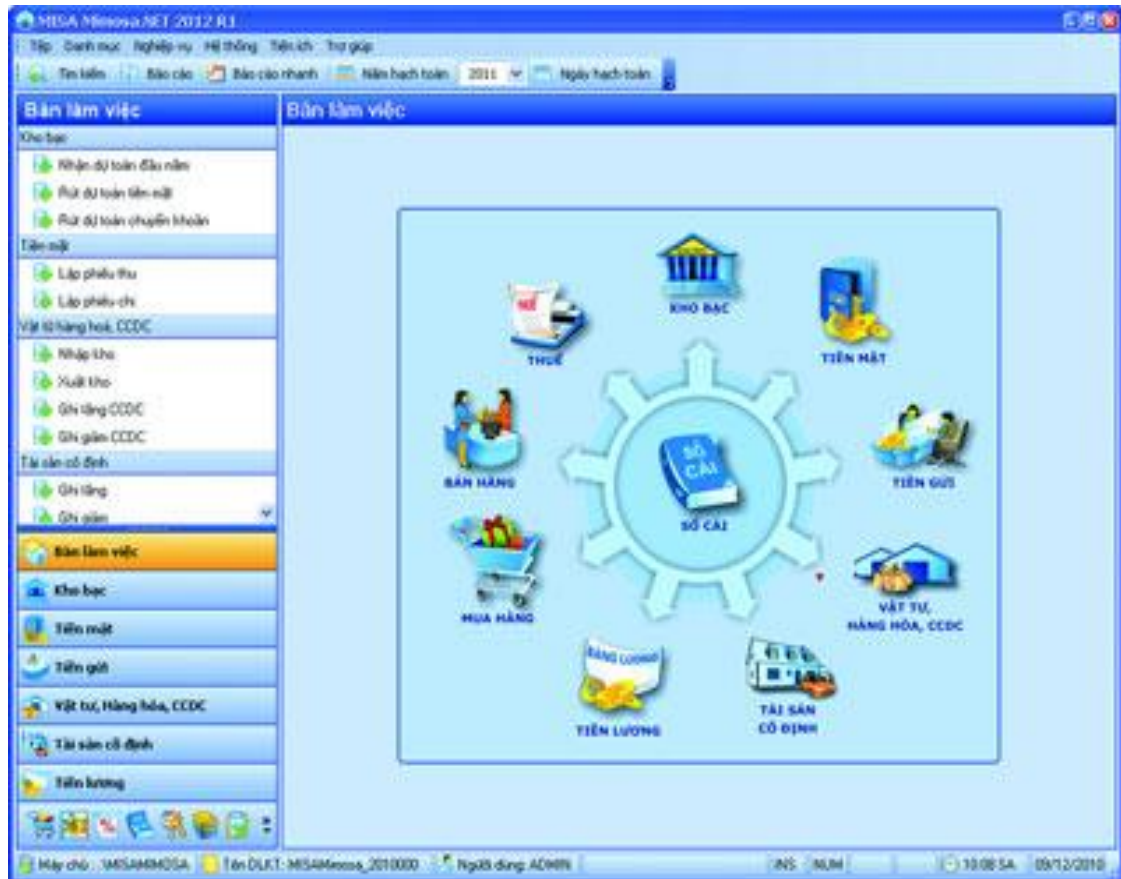 MISA Mimosa.NET 2012 R1
Tệp Danh mục Nghiệp vụ Hệ thống Tiện ích Trợ giúp
Tìm kiếm Báo cáo Báo cáo nhanh Năm hạch toán 2011 Ngày hạch toán
Bàn làm việc
Bàn làm việc
Kho bạc
Nhận dự toán đầu năm
Rút dự toán tiền mặt
Rút dự toán chuyển khoản
Tiền mặt
Lập phiếu thu
Lập phiếu chi
Vật tư hàng hoá, CCDC
Nhập kho
Xuất kho
Ghi tăng CCDC
Ghi giảm CCDC
Tài sản cố định
Ghi tăng
Ghi giảm
Bàn làm việc
Kho bạc
Tiền mặt
Tiền gửi
Vật tư, Hàng hóa, CCDC
Tài sản cố định
Tiền lương
KHO BẠC
THUẾ
TIỀN MẶT
BÁN HÀNG
SỔ
CÁI
SỔ CÁI
TIỀN GỬI
MUA HÀNG
VẬT TƯ,
HÀNG HÓA, CCDC
BẢNG LƯƠNG
TIỀN LƯƠNG
TÀI SẢN
CỐ ĐỊNH
Máy chủ : \MISAMIMOSA Tên DLKT: MISAMimosa_2010000 Người dùng: ADMIN INS NUM 10:08 SA 09/12/2010